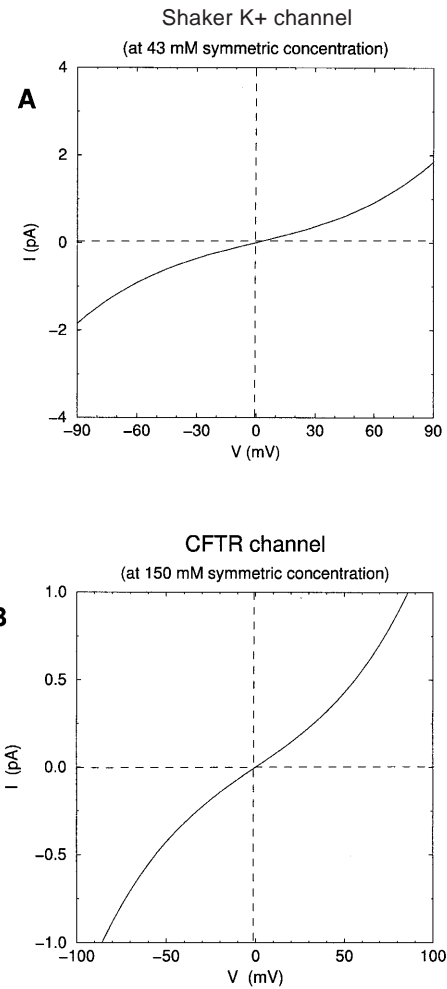 Shaker K+ channel
(at 43 mM symmetric concentration)
A
4
2
0
−2
−4
I (pA)
−90 −60 −30 0 30 60 90
V (mV)
CFTR channel
(at 150 mM symmetric concentration)
B
1.0
0.5
0.0
−0.5
−1.0
I (pA)
−100 −50 0 50 100
V (mV)